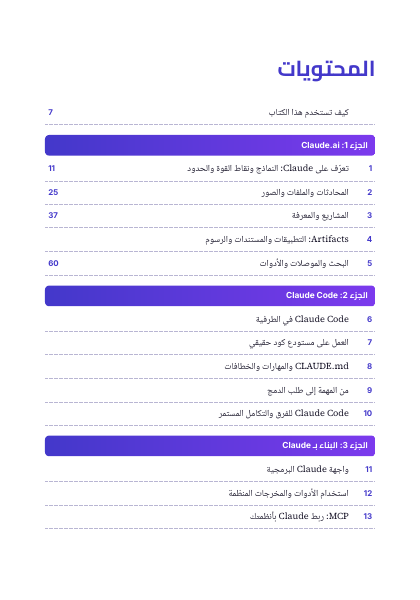 المحتويات
كيف تستخدم هذا الكتاب 7
الجزء 1: Claude.ai
1 تعرّف على Claude: النماذج ونقاط القوة والحدود 11
2 المحادثات والملفات والصور 25
3 المشاريع والمعرفة 37
4 Artifacts: التطبيقات والمستندات والرسوم
5 البحث والموصلات والأدوات 60
الجزء 2: Claude Code
6 Claude Code في الطرفية
7 العمل على مستودع كود حقيقي
8 CLAUDE.md والمهارات والخطافات
9 من المهمة إلى طلب الدمج
10 Claude Code للفرق والتكامل المستمر
الجزء 3: البناء بـ Claude
11 واجهة Claude البرمجية
12 استخدام الأدوات والمخرجات المنظمة
13 MCP: ربط Claude بأنظمتك